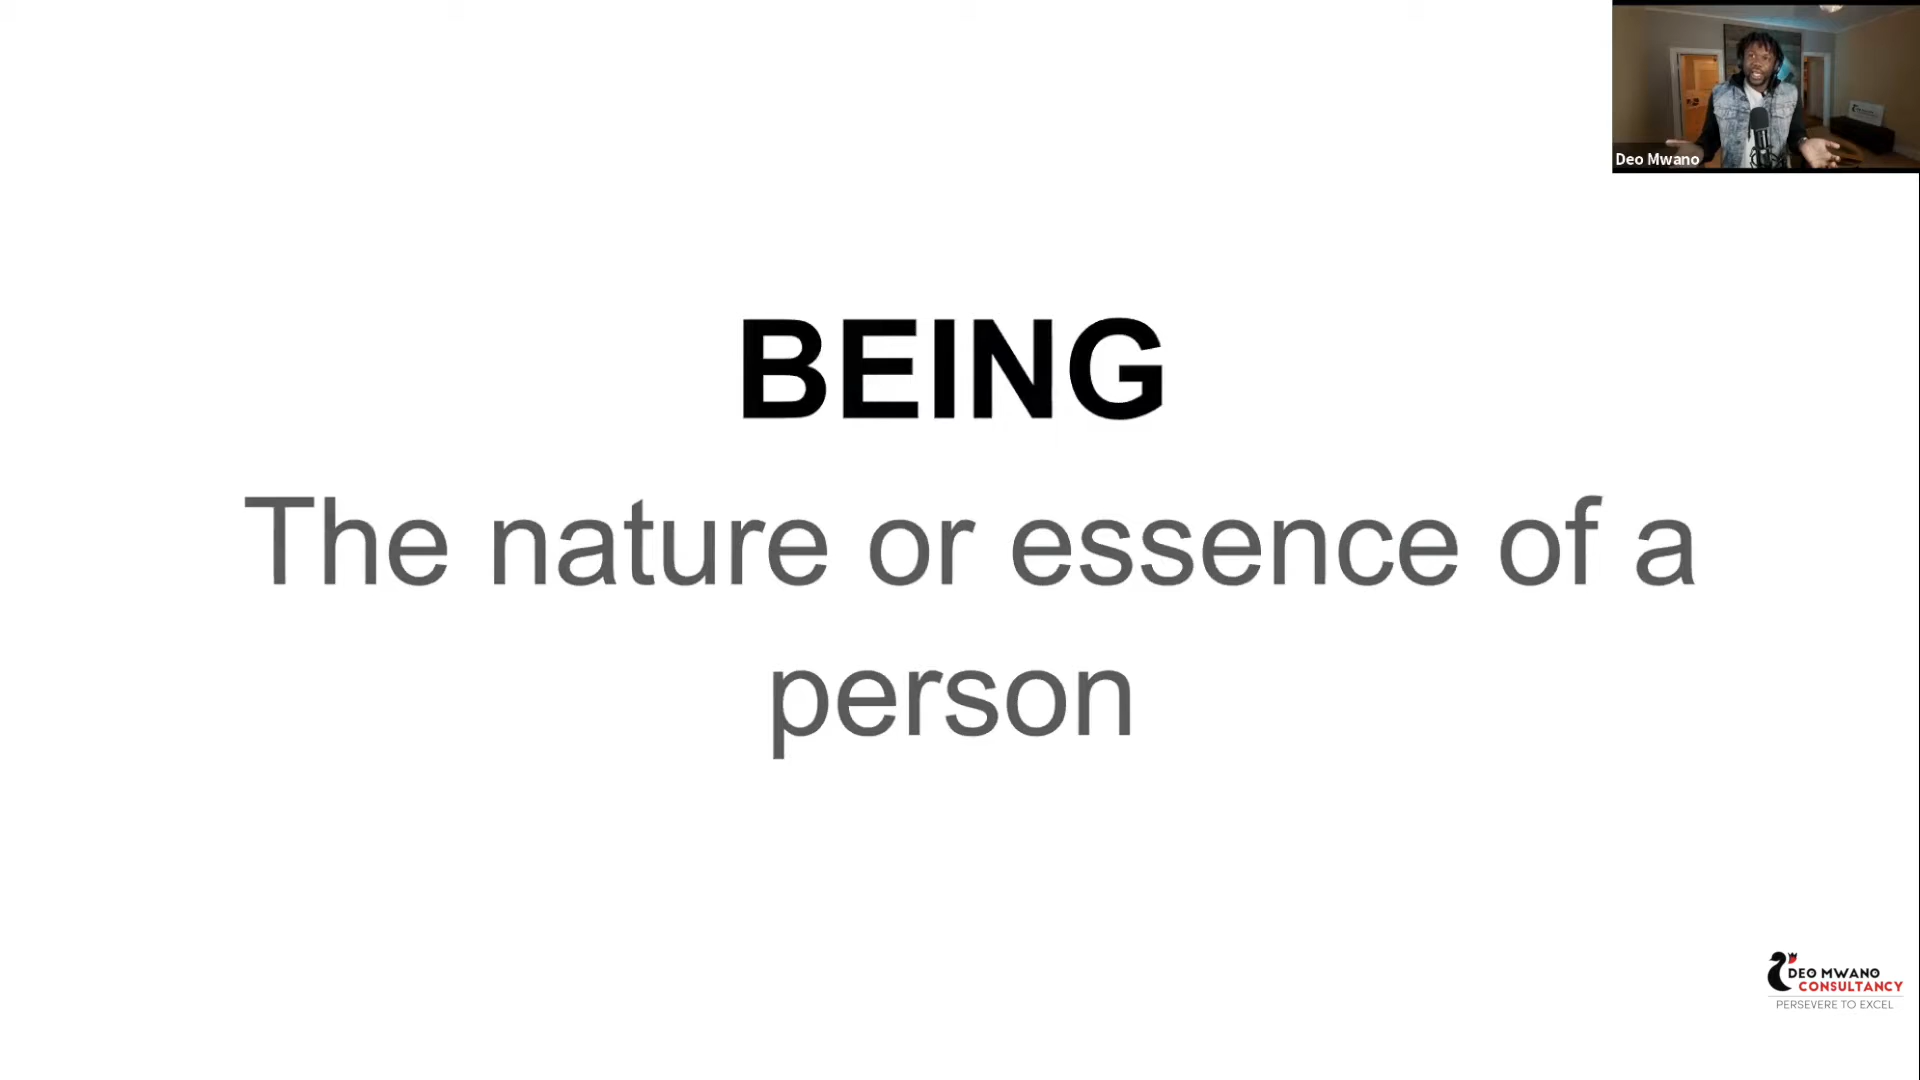 Deo Mwano
BEING
The nature or essence of a
person
DEO MWANO
CONSULTANCY
PERSEVERE TO EXCEL